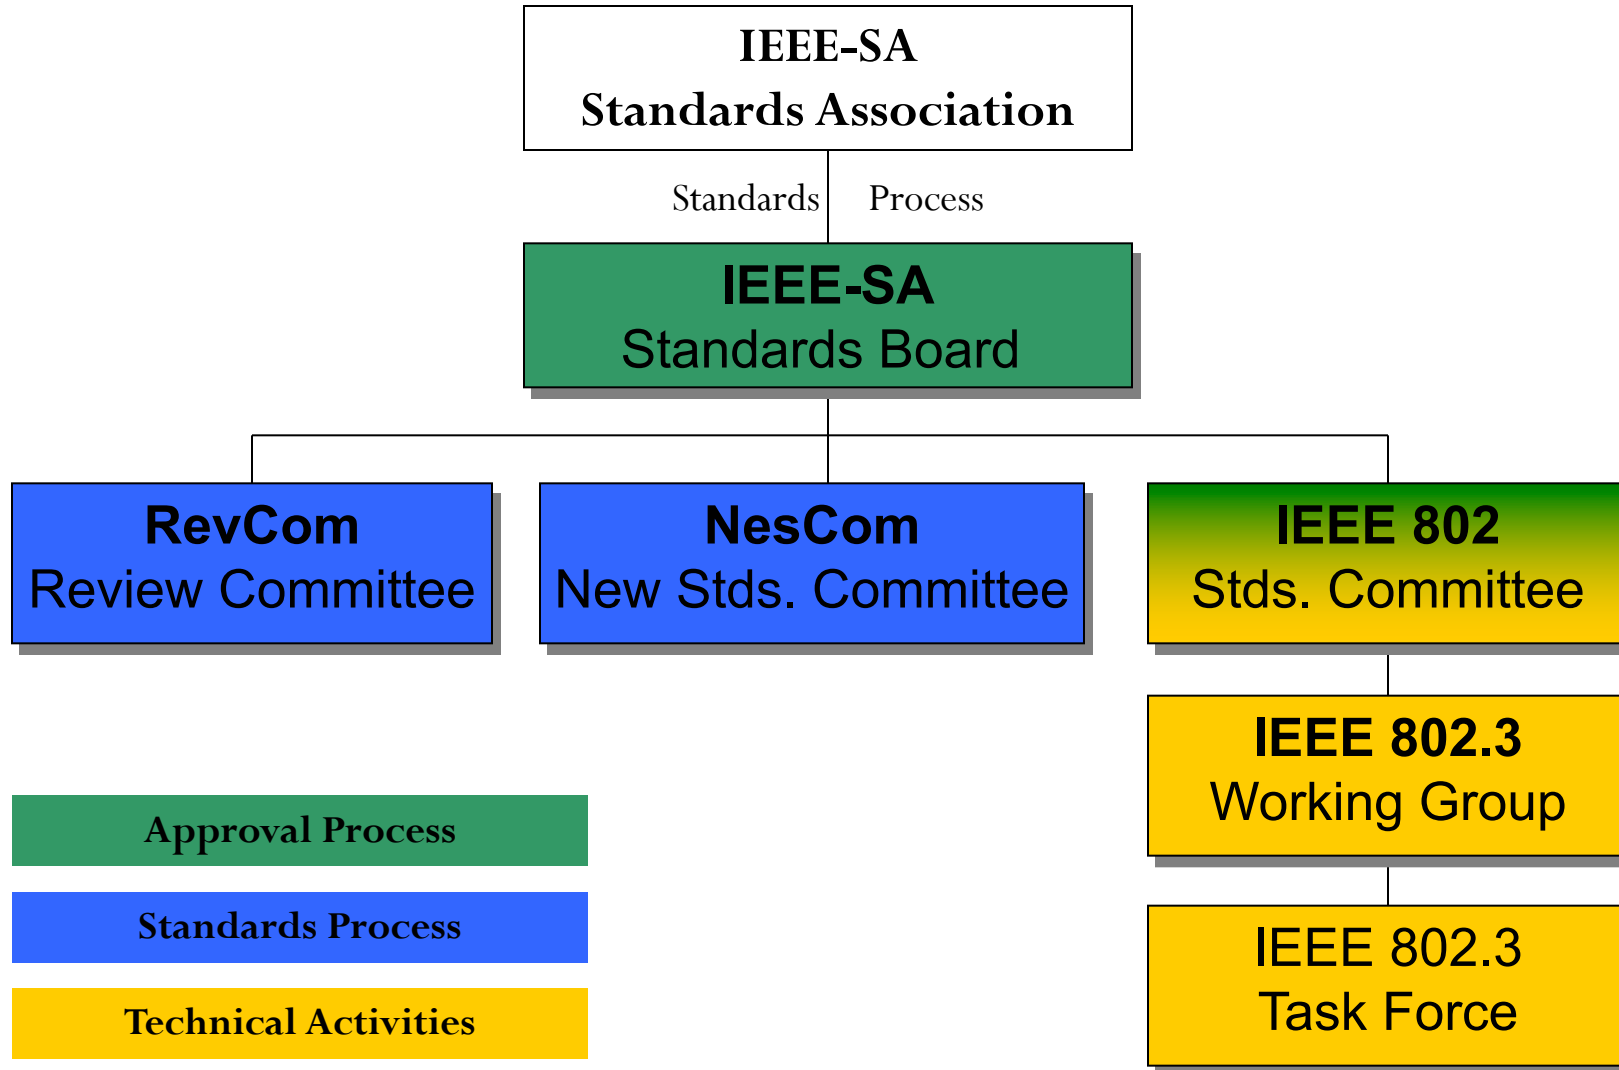 IEEE-SA
Standards Association
Standards Process
IEEE-SA
Standards Board
RevCom
Review Committee
NesCom
New Stds. Committee
IEEE 802
Stds. Committee
IEEE 802.3
Working Group
IEEE 802.3
Task Force
Approval Process
Standards Process
Technical Activities